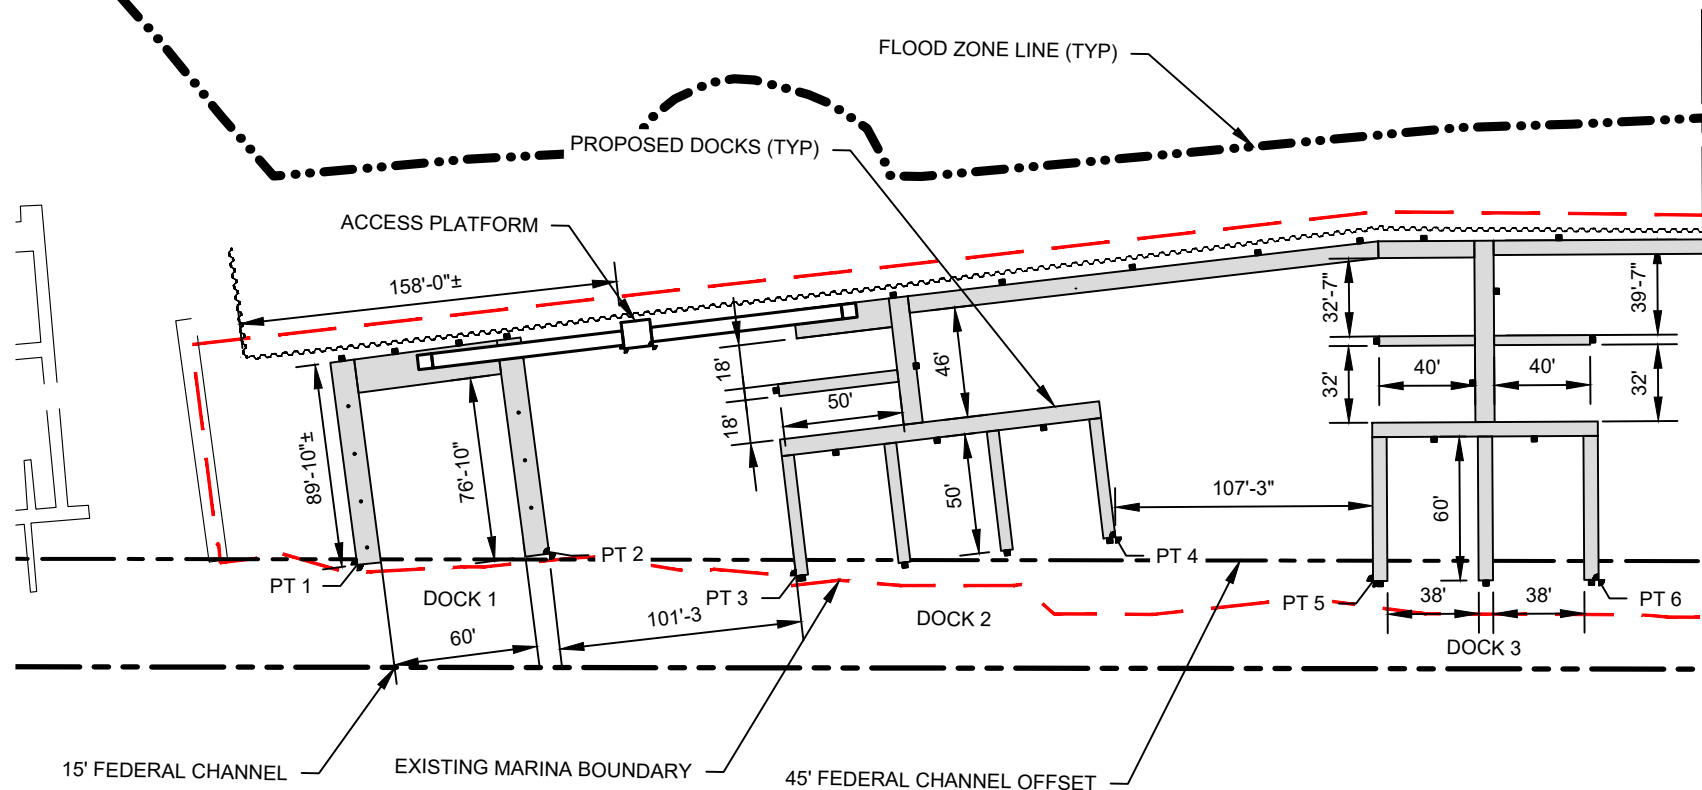 FLOOD ZONE LINE (TYP)
PROPOSED DOCKS (TYP)
ACCESS PLATFORM
158'-0"±
32'-7"
39'-7"
18'
46'
40'
40'
32'
32'
50'
18'
89'-10"±
76'-10"
50'
107'-3"
60'
PT 1
PT 2
PT 3
PT 4
PT 5
PT 6
DOCK 1
DOCK 2
DOCK 3
38'
38'
60'
101'-3
15' FEDERAL CHANNEL
EXISTING MARINA BOUNDARY
45' FEDERAL CHANNEL OFFSET